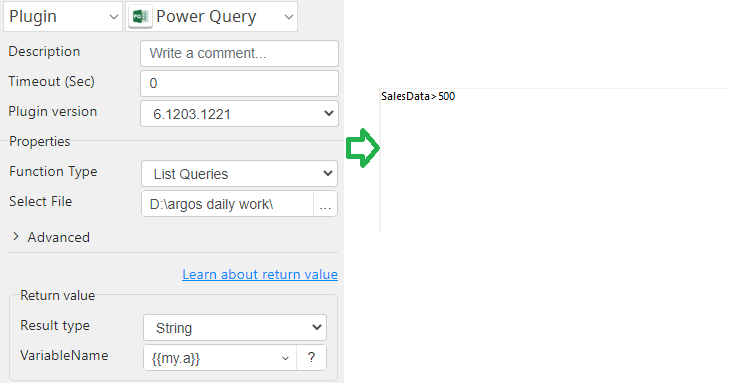 Plugin
Power Query
Description
Write a comment...
Timeout (Sec)
0
Plugin version
6.1203.1221
Properties
Function Type
List Queries
Select File
D:\argos daily work\
...
Advanced
Learn about return value
Return value
Result type
String
VariableName
{{my.a}}
?
SalesData>500